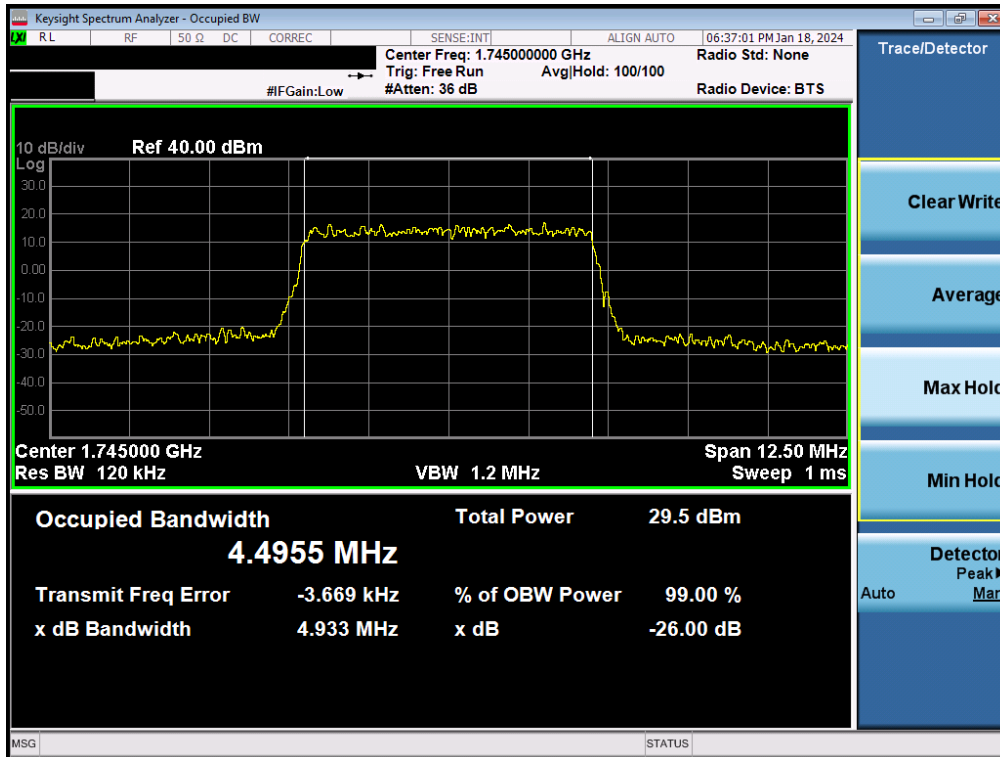 Keysight Spectrum Analyzer - Occupied BW
LXI RL RF 50 Ω DC CORREC SENSE:INT ALIGN AUTO 06:37:01 PM Jan 18, 2024
Center Freq: 1.745000000 GHz Radio Std: None
Trig: Free Run Avg|Hold: 100/100
#IFGain:Low #Atten: 36 dB Radio Device: BTS
Trace/Detector
10 dB/div Ref 40.00 dBm
Log
30.0
20.0
10.0
0.00
-10.0
-20.0
-30.0
-40.0
-50.0
Center 1.745000 GHz Span 12.50 MHz
Res BW 120 kHz VBW 1.2 MHz Sweep 1 ms
Occupied Bandwidth Total Power 29.5 dBm
4.4955 MHz
Transmit Freq Error -3.669 kHz % of OBW Power 99.00 %
x dB Bandwidth 4.933 MHz x dB -26.00 dB
Clear Write
Average
Max Hold
Min Hold
Detector
Peak
Auto Man
MSG STATUS